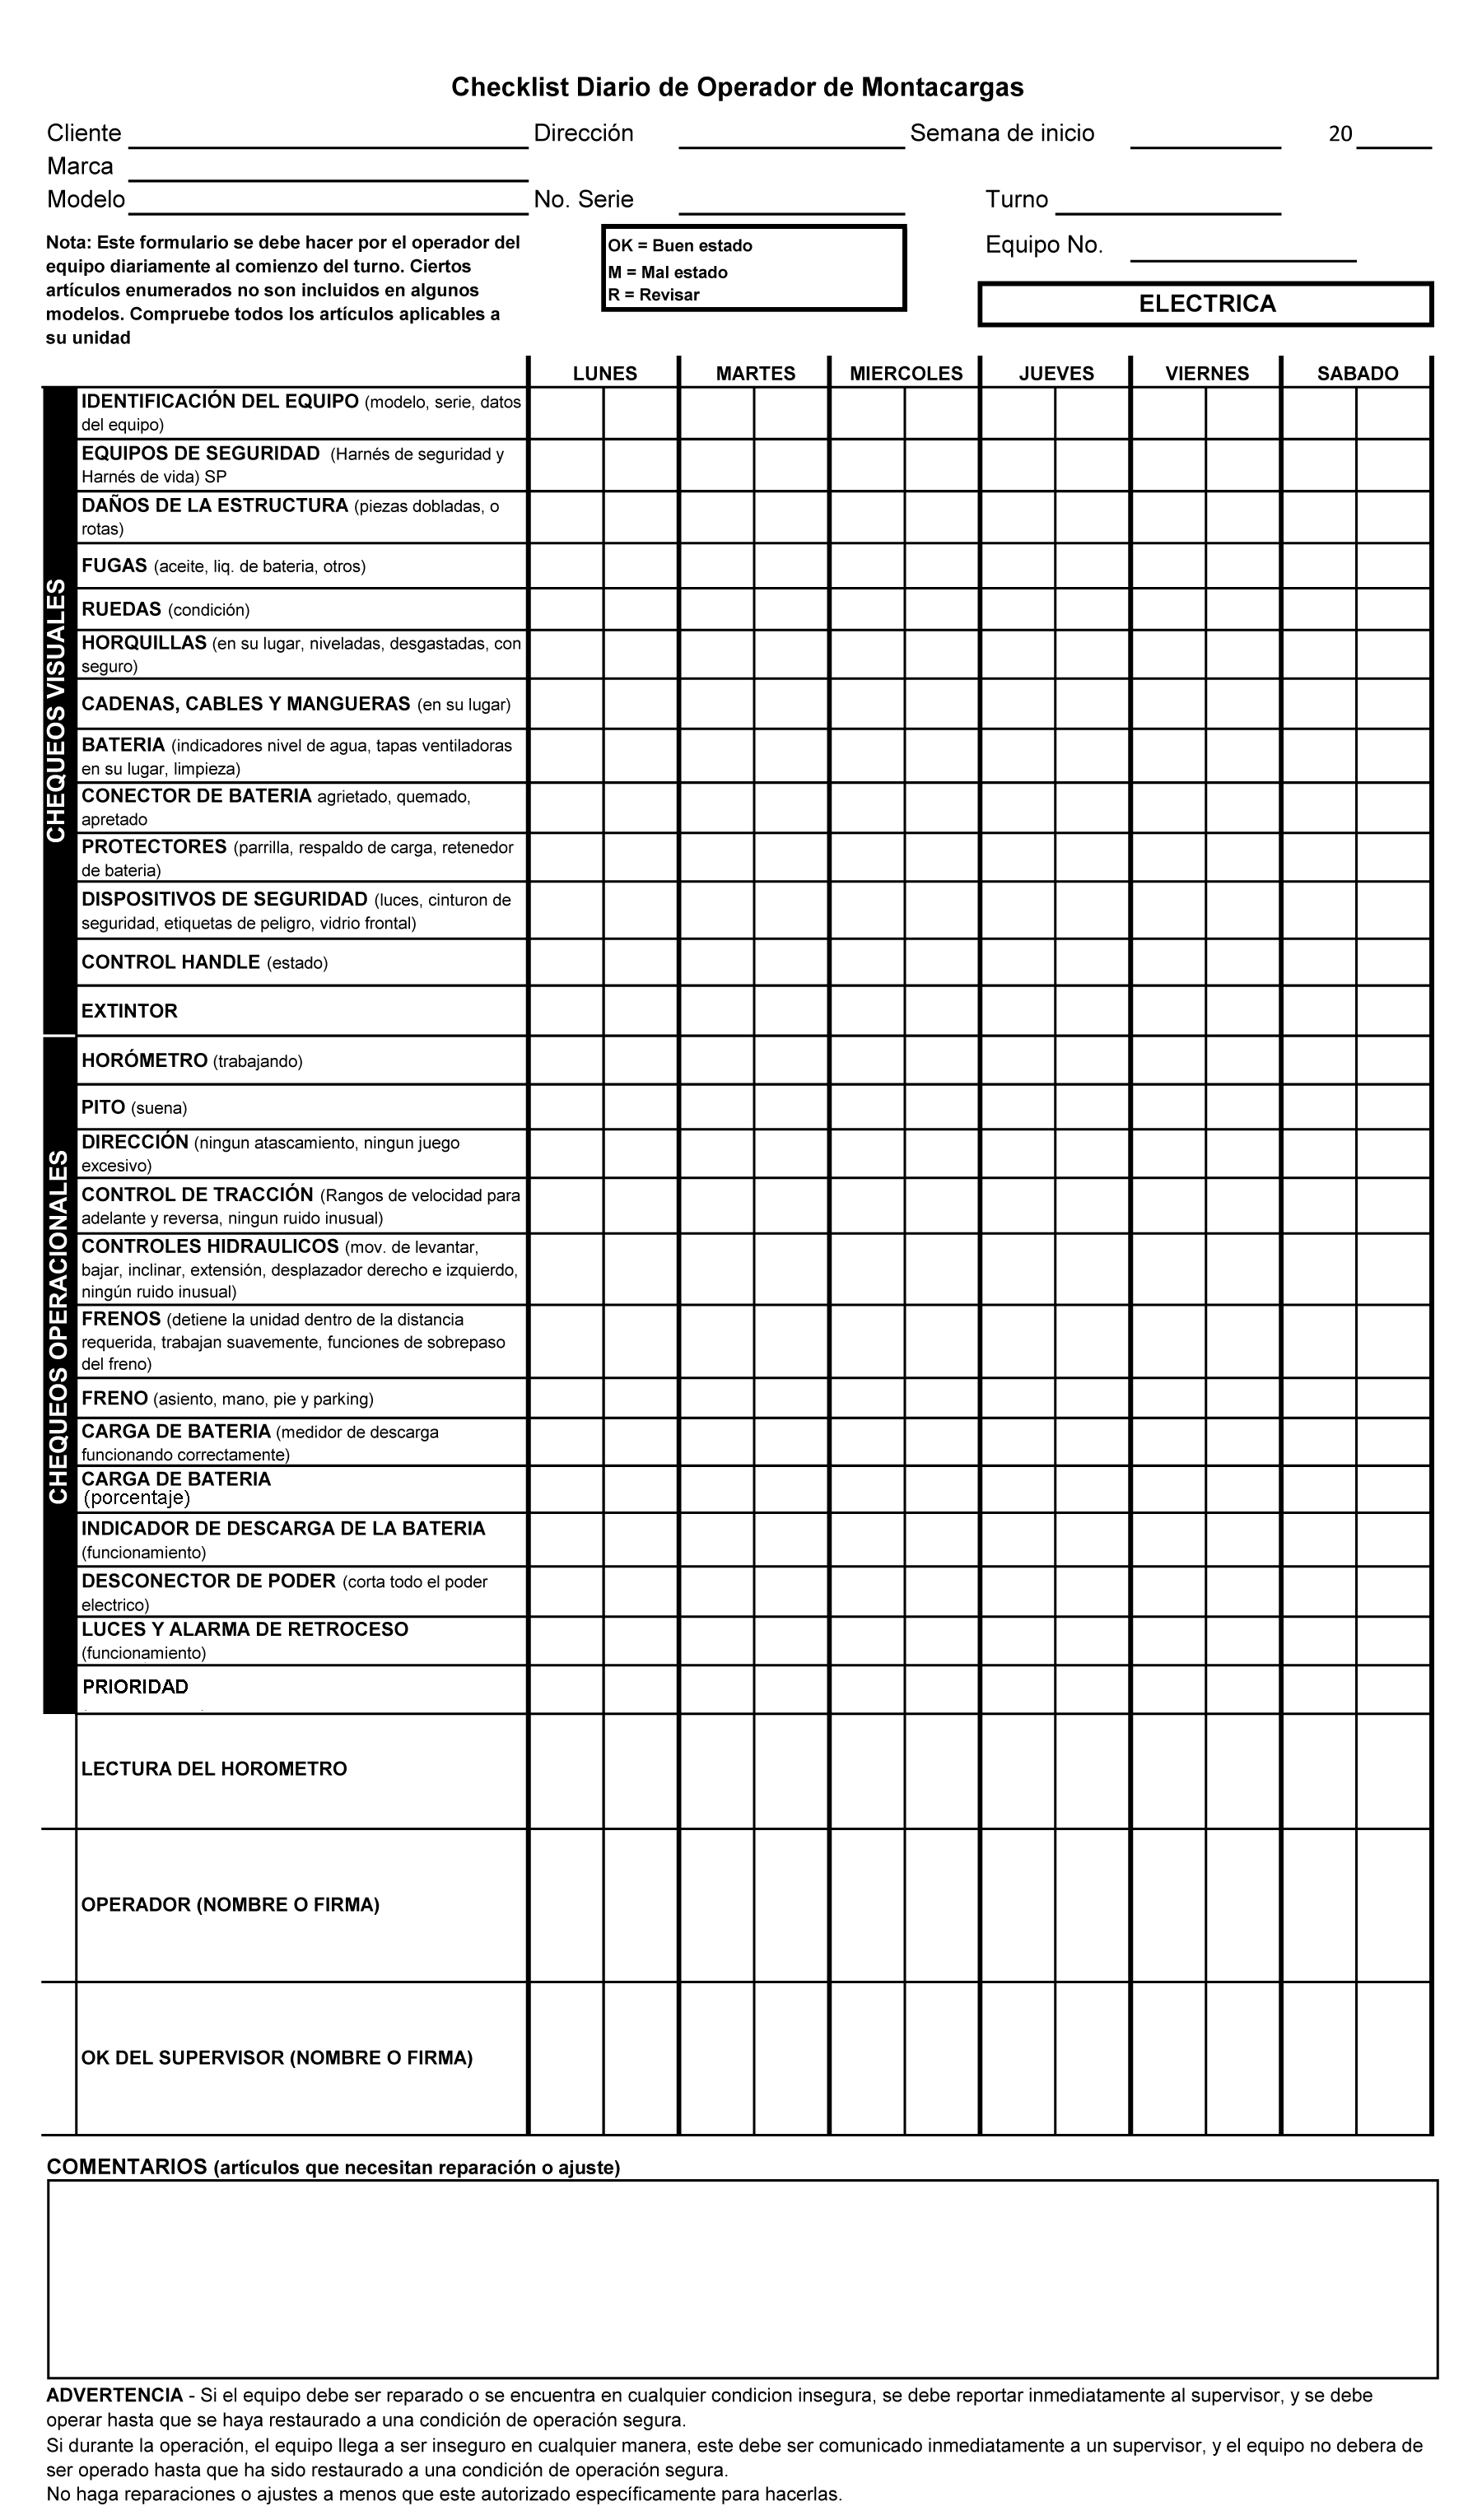 Checklist Diario de Operador de Montacargas
Cliente Dirección Semana de inicio 20
Marca
Modelo No. Serie Turno
Nota: Este formulario se debe hacer por el operador del
equipo diariamente al comienzo del turno. Ciertos
artículos enumerados no son incluidos en algunos
modelos. Compruebe todos los artículos aplicables a
su unidad
OK = Buen estado
M = Mal estado
R = Revisar
Equipo No.
ELECTRICA
LUNES MARTES MIERCOLES JUEVES VIERNES SABADO
CHEQUEOS VISUALES
IDENTIFICACIÓN DEL EQUIPO (modelo, serie, datos
del equipo)
EQUIPOS DE SEGURIDAD (Harnés de seguridad y
Harnés de vida) SP
DAÑOS DE LA ESTRUCTURA (piezas dobladas, o
rotas)
FUGAS (aceite, liq. de bateria, otros)
RUEDAS (condición)
HORQUILLAS (en su lugar, niveladas, desgastadas, con
seguro)
CADENAS, CABLES Y MANGUERAS (en su lugar)
BATERIA (indicadores nivel de agua, tapas ventiladoras
en su lugar, limpieza)
CONECTOR DE BATERIA agrietado, quemado,
apretado
PROTECTORES (parrilla, respaldo de carga, retenedor
de bateria)
DISPOSITIVOS DE SEGURIDAD (luces, cinturon de
seguridad, etiquetas de peligro, vidrio frontal)
CONTROL HANDLE (estado)
EXTINTOR
CHEQUEOS OPERACIONALES
HORÓMETRO (trabajando)
PITO (suena)
DIRECCIÓN (ningun atascamiento, ningun juego
excesivo)
CONTROL DE TRACCIÓN (Rangos de velocidad para
adelante y reversa, ningun ruido inusual)
CONTROLES HIDRAULICOS (mov. de levantar,
bajar, inclinar, extensión, desplazador derecho e izquierdo,
ningún ruido inusual)
FRENOS (detiene la unidad dentro de la distancia
requerida, trabajan suavemente, funciones de sobrepaso
del freno)
FRENO (asiento, mano, pie y parking)
CARGA DE BATERIA (medidor de descarga
funcionando correctamente)
CARGA DE BATERIA
(porcentaje)
INDICADOR DE DESCARGA DE LA BATERIA
(funcionamiento)
DESCONECTOR DE PODER (corta todo el poder
electrico)
LUCES Y ALARMA DE RETROCESO
(funcionamiento)
PRIORIDAD
LECTURA DEL HOROMETRO
OPERADOR (NOMBRE O FIRMA)
OK DEL SUPERVISOR (NOMBRE O FIRMA)
COMENTARIOS (artículos que necesitan reparación o ajuste)
ADVERTENCIA - Si el equipo debe ser reparado o se encuentra en cualquier condicion insegura, se debe reportar inmediatamente al supervisor, y se debe
operar hasta que se haya restaurado a una condición de operación segura.
Si durante la operación, el equipo llega a ser inseguro en cualquier manera, este debe ser comunicado inmediatamente a un supervisor, y el equipo no debera de
ser operado hasta que ha sido restaurado a una condición de operación segura.
No haga reparaciones o ajustes a menos que este autorizado específicamente para hacerlas.